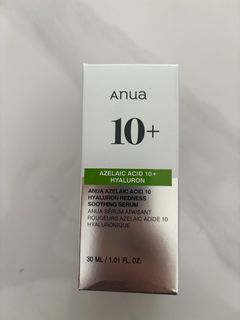 Anua
10+
AZELAIC ACID 10+
HYALURON
ANUA AZELAIC ACID 10
HYALURON REDNESS
SOOTHING SERUM
ANUA SÉRUM APAISANT
ROUGEURS AZELAIC ACIDE 10
HYALURONIQUE
30 ML / 1.01 FL. OZ.